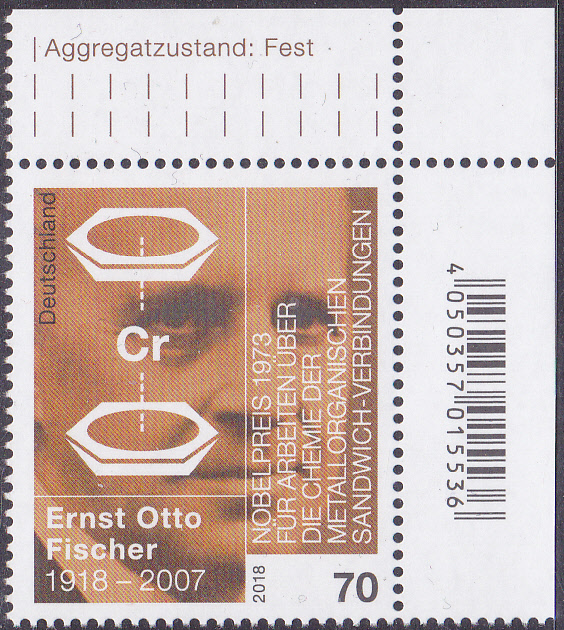 Aggregatzustand: Fest
Deutschland
Cr
NOBELPREIS 1973
FÜR ARBEITEN ÜBER
DIE CHEMIE DER
METALLORGANISCHEN
SANDWICH-VERBINDUNGEN
Ernst Otto
Fischer
1918 – 2007
2018
70
4 050357 015536